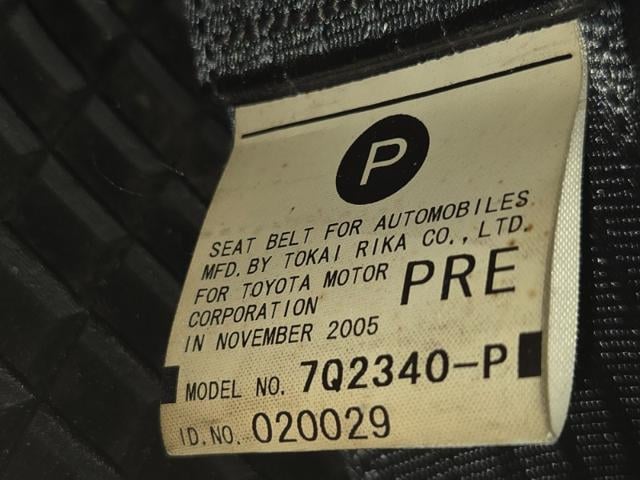 P
SEAT BELT FOR AUTOMOBILES
MFD. BY TOKAI RIKA CO., LTD.
FOR TOYOTA MOTOR PRE
CORPORATION
IN NOVEMBER 2005
MODEL NO. 7Q2340-P
ID. NO. 020029